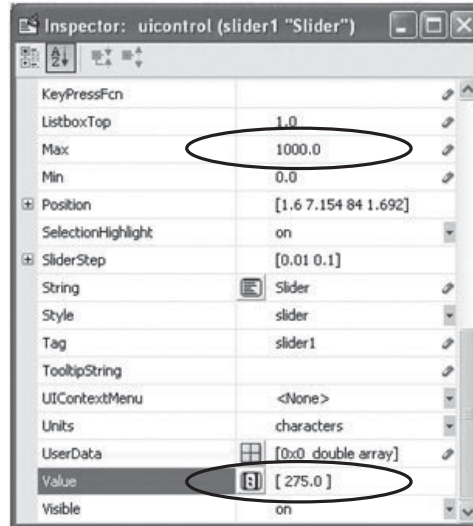 Inspector: uicontrol (slider1 "Slider")
KeyPressFcn
ListboxTop 1.0
Max 1000.0
Min 0.0
Position [1.6 7.154 84 1.692]
SelectionHighlight on
SliderStep [0.01 0.1]
String Slider
Style slider
Tag slider1
TooltipString
UIContextMenu <None>
Units characters
UserData [0x0 double array]
Value [ 275.0 ]
Visible on